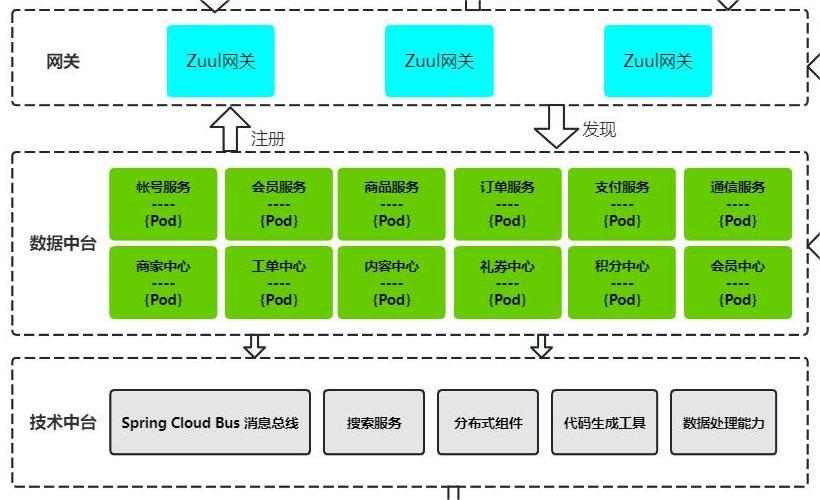 网关
Zuul网关
Zuul网关
Zuul网关
注册
发现
数据中台
帐号服务
----
{Pod}
会员服务
----
{Pod}
商品服务
----
{Pod}
订单服务
----
{Pod}
支付服务
----
{Pod}
通信服务
----
{Pod}
商家中心
----
{Pod}
工单中心
----
{Pod}
内容中心
----
{Pod}
礼券中心
----
{Pod}
积分中心
----
{Pod}
会员中心
----
{Pod}
技术中台
Spring Cloud Bus 消息总线
搜索服务
分布式组件
代码生成工具
数据处理能力